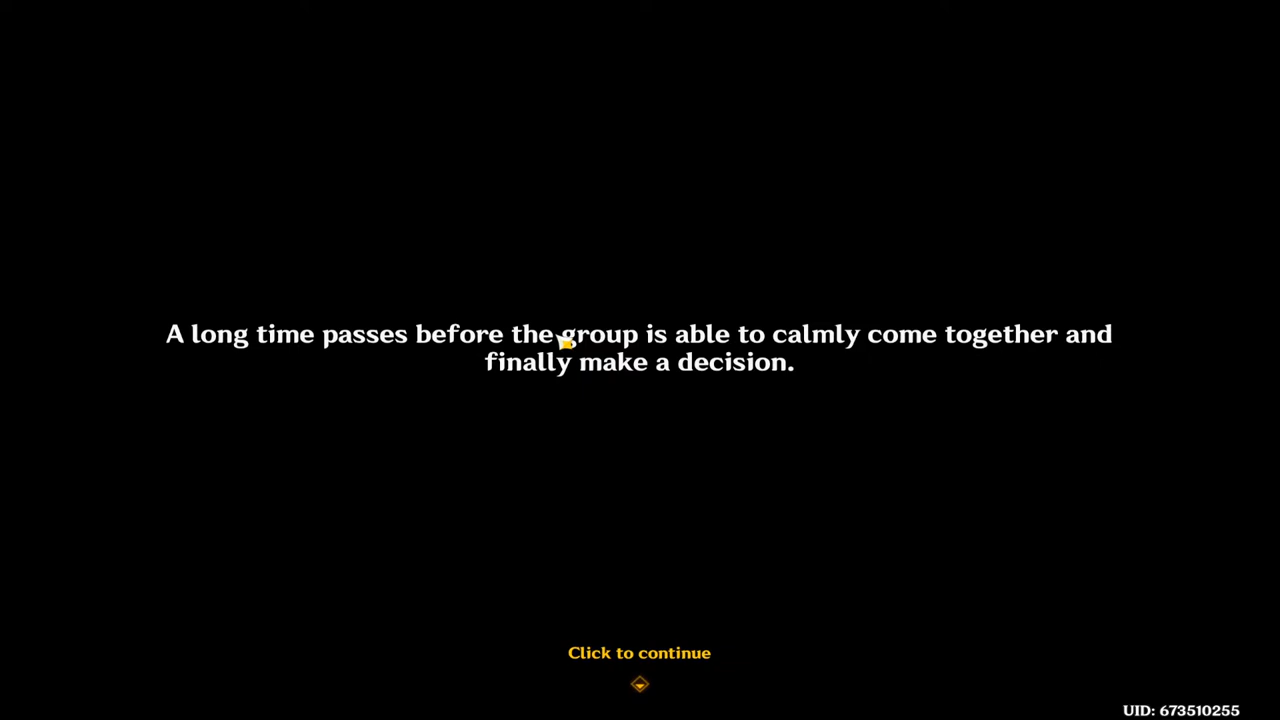 A long time passes before the group is able to calmly come together and
finally make a decision.
Click to continue
UID: 673510255